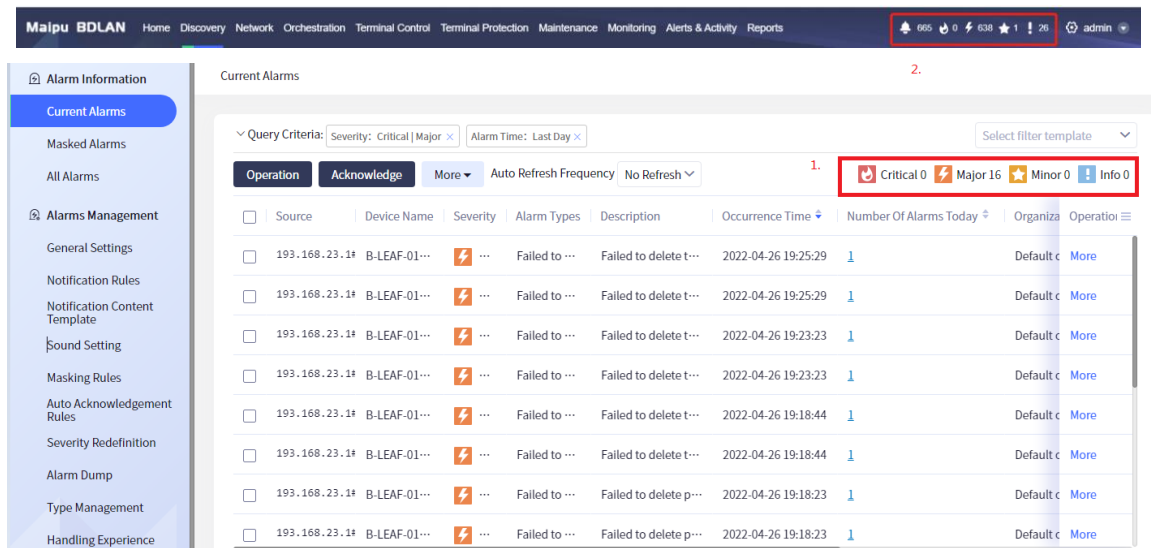 Maipu BDLAN Home Discovery Network Orchestration Terminal Control Terminal Protection Maintenance Monitoring Alerts & Activity Reports 665 0 638 1 26 admin
2.
Alarm Information
Current Alarms
Masked Alarms
All Alarms
Alarms Management
General Settings
Notification Rules
Notification Content
Template
Sound Setting
Masking Rules
Auto Acknowledgement
Rules
Severity Redefinition
Alarm Dump
Type Management
Handling Experience
Current Alarms
Query Criteria: Severity: Critical | Major × Alarm Time: Last Day × Select filter template
1.
Operation Acknowledge More Auto Refresh Frequency No Refresh Critical 0 Major 16 Minor 0 Info 0
Source Device Name Severity Alarm Types Description Occurrence Time Number Of Alarms Today Organiza Operation
193.168.23.1# B-LEAF-01··· ··· Failed to ··· Failed to delete t··· 2022-04-26 19:25:29 1 Default c More
193.168.23.1# B-LEAF-01··· ··· Failed to ··· Failed to delete t··· 2022-04-26 19:25:29 1 Default c More
193.168.23.1# B-LEAF-01··· ··· Failed to ··· Failed to delete t··· 2022-04-26 19:23:23 1 Default c More
193.168.23.1# B-LEAF-01··· ··· Failed to ··· Failed to delete t··· 2022-04-26 19:23:23 1 Default c More
193.168.23.1# B-LEAF-01··· ··· Failed to ··· Failed to delete t··· 2022-04-26 19:18:44 1 Default c More
193.168.23.1# B-LEAF-01··· ··· Failed to ··· Failed to delete t··· 2022-04-26 19:18:44 1 Default c More
193.168.23.1# B-LEAF-01··· ··· Failed to ··· Failed to delete p··· 2022-04-26 19:18:23 1 Default c More
193.168.23.1# B-LEAF-01··· ··· Failed to ··· Failed to delete p··· 2022-04-26 19:18:23 1 Default c More